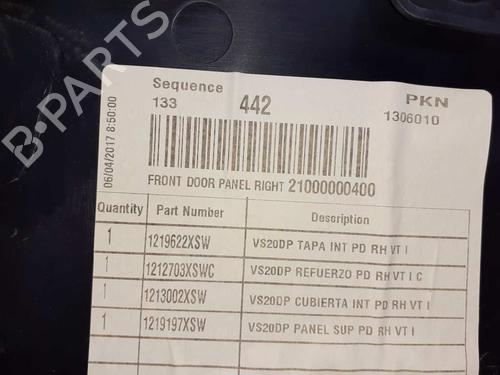 B-PARTS
Sequence
133
442
PKN
1306010
06/04/2017 8:50:00
FRONT DOOR PANEL RIGHT 21000000400
Quantity Part Number Description
1 1219622XSW VS20DP TAPA INT PD RH VT I
1 1212703XSWC VS20DP REFUERZO PD RH VT I C
1 1213002XSW VS20DP CUBIERTA INT PD RH VT I
1 1219197XSW VS20DP PANEL SUP PD RH VT I